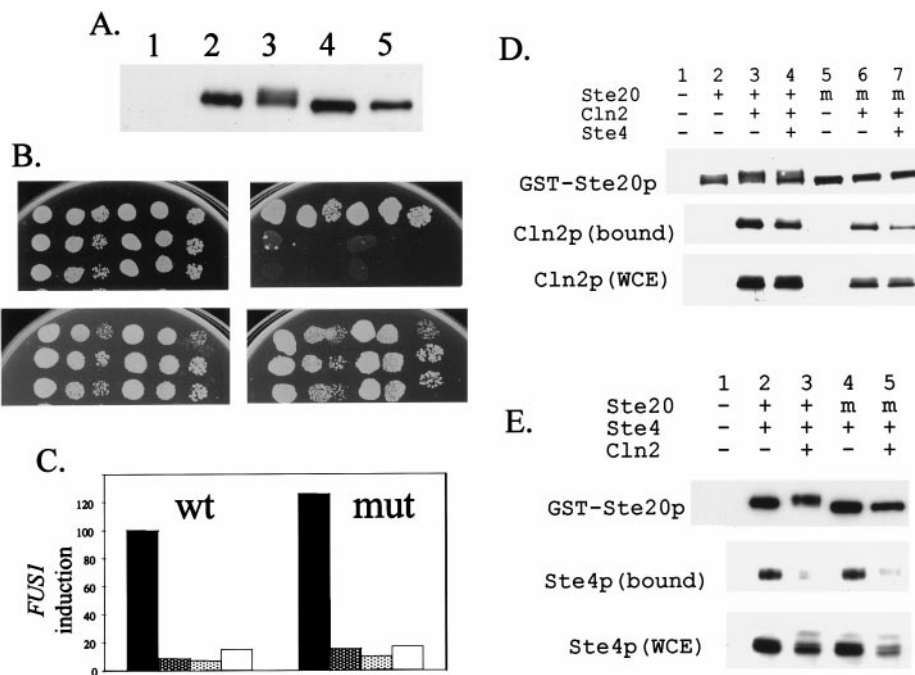 A.
1 2 3 4 5
B.
C.
FUS1
induction
120
100
80
60
40
20
0
wt
mut
D.
1 2 3 4 5 6 7
Ste20 - + + + m m m
Cln2 - - + + - + +
Ste4 - - - + - - +
GST-Ste20p
Cln2p(bound)
Cln2p(WCE)
E.
1 2 3 4 5
Ste20 - + + m m
Ste4 - + + + +
Cln2 - - + - +
GST-Ste20p
Ste4p(bound)
Ste4p(WCE)